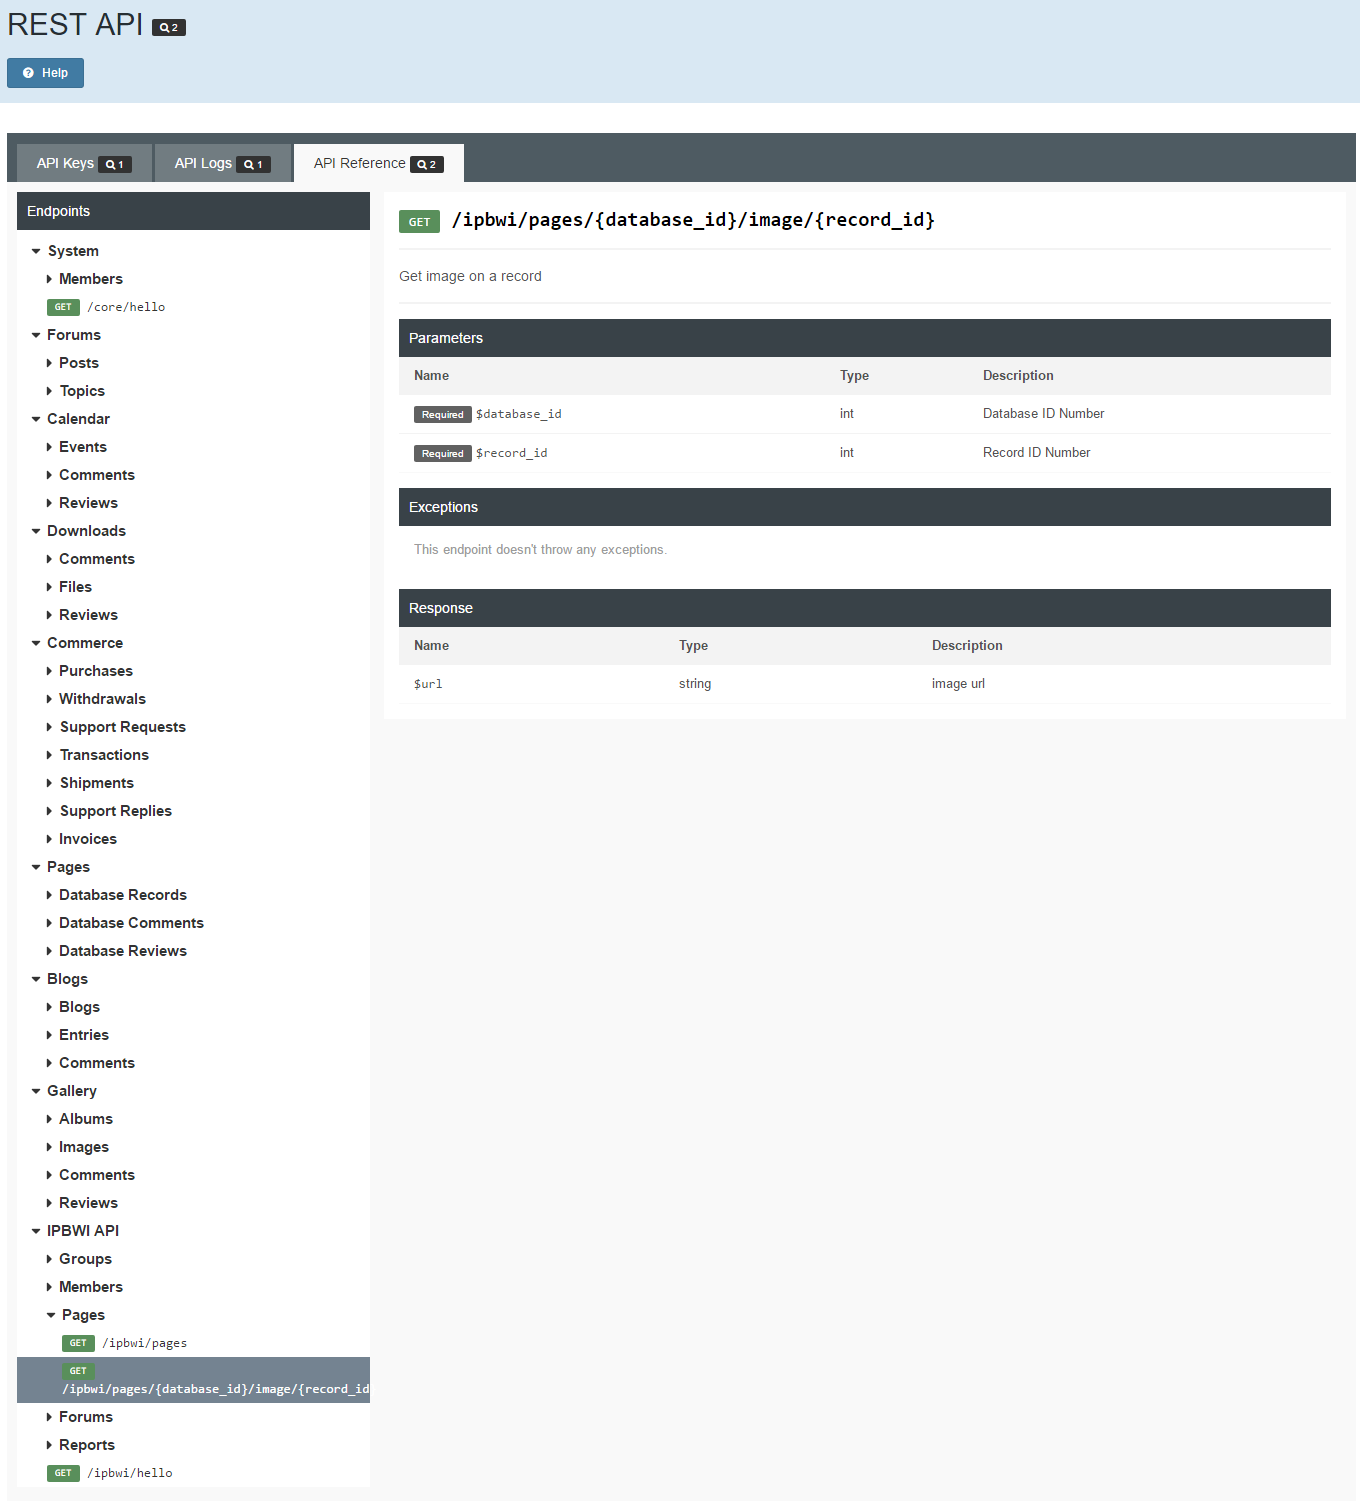 REST API 2
Help
API Keys 1 API Logs 1 API Reference 2
Endpoints
System
Members
GET /core/hello
Forums
Posts
Topics
Calendar
Events
Comments
Reviews
Downloads
Comments
Files
Reviews
Commerce
Purchases
Withdrawals
Support Requests
Transactions
Shipments
Support Replies
Invoices
Pages
Database Records
Database Comments
Database Reviews
Blogs
Blogs
Entries
Comments
Gallery
Albums
Images
Comments
Reviews
IPBWI API
Groups
Members
Pages
GET /ipbwi/pages
GET
/ipbwi/pages/{database_id}/image/{record_id
Forums
Reports
GET /ipbwi/hello
GET /ipbwi/pages/{database_id}/image/{record_id}
Get image on a record
Parameters
Name Type Description
Required $database_id int Database ID Number
Required $record_id int Record ID Number
Exceptions
This endpoint doesn't throw any exceptions.
Response
Name Type Description
$url string image url